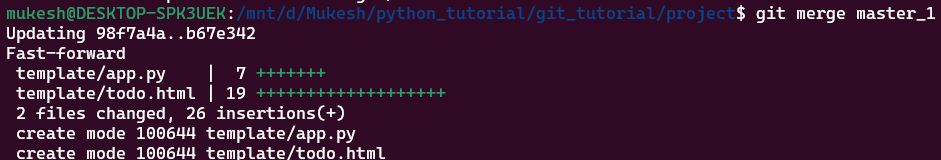 mukesh@DESKTOP-SPK3UEK:/mnt/d/Mukesh/python_tutorial/git_tutorial/project$ git merge master_1
Updating 98f7a4a..b67e342
Fast-forward
 template/app.py    |  7 +++++++
 template/todo.html | 19 +++++++++++++++++++
 2 files changed, 26 insertions(+)
 create mode 100644 template/app.py
 create mode 100644 template/todo.html